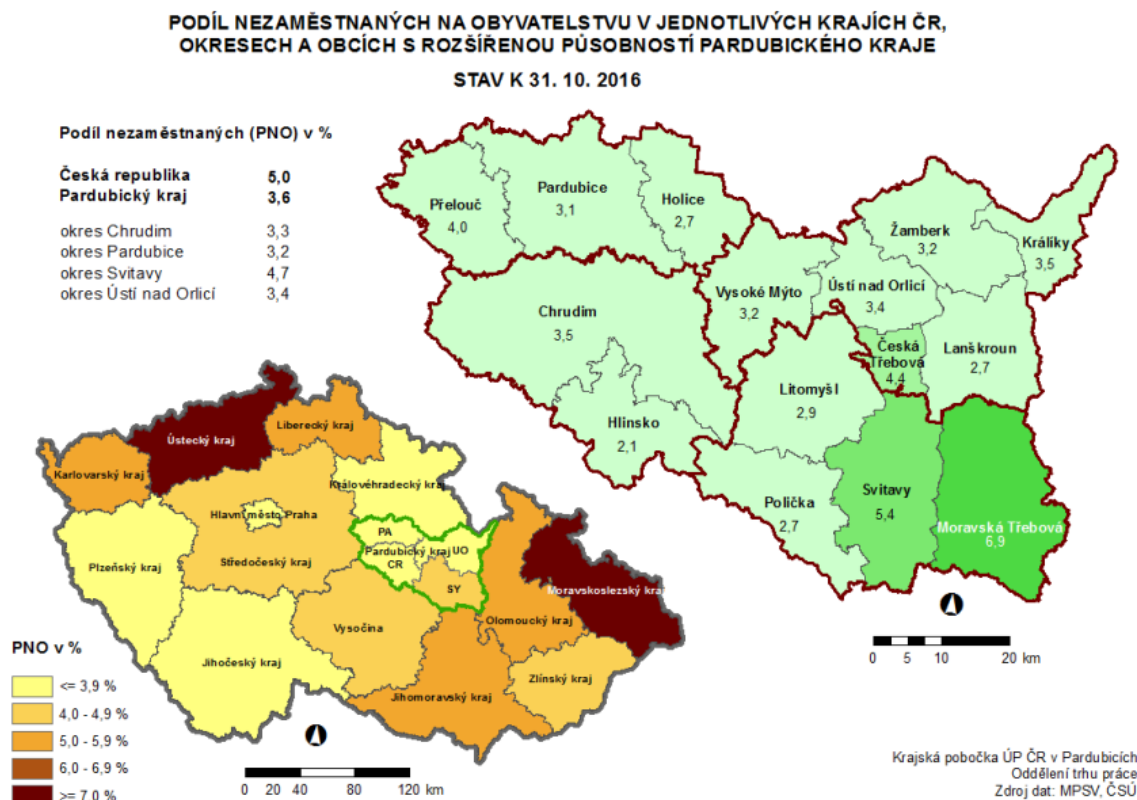 PODÍL NEZAMĚSTNANÝCH NA OBYVATELSTVU V JEDNOTLIVÝCH KRAJÍCH ČR,
OKRESECH A OBCÍCH S ROZŠÍŘENOU PŮSOBNOSTÍ PARDUBICKÉHO KRAJE
STAV K 31. 10. 2016
Podíl nezaměstnaných (PNO) v %
Česká republika 5,0
Pardubický kraj 3,6
okres Chrudim 3,3
okres Pardubice 3,2
okres Svitavy 4,7
okres Ústí nad Orlicí 3,4
Přelouč
4,0
Pardubice
3,1
Holice
2,7
Žamberk
3,2
Králíky
3,5
Vysoké Mýto
3,2
Ústí nad Orlicí
3,4
Chrudim
3,5
Česká
Třebová
4,4
Lanškroun
2,7
Litomyšl
2,9
Hlinsko
2,1
Polička
2,7
Svitavy
5,4
Moravská Třebová
6,9
0 5 10 20 km
Ústecký kraj
Liberecký kraj
Karlovarský kraj
Královéhradecký kraj
Hlavní město Praha
Středočeský kraj
Plzeňský kraj
PA
Pardubický kraj
UO
CR
SY
Moravskoslezský kraj
Olomoucký kraj
Vysočina
Jihočeský kraj
Jihomoravský kraj
Zlínský kraj
PNO v %
<= 3,9 %
4,0 - 4,9 %
5,0 - 5,9 %
6,0 - 6,9 %
>= 7,0 %
0 20 40 80 120 km
Krajská pobočka ÚP ČR v Pardubicích
Oddělení trhu práce
Zdroj dat: MPSV, ČSÚ